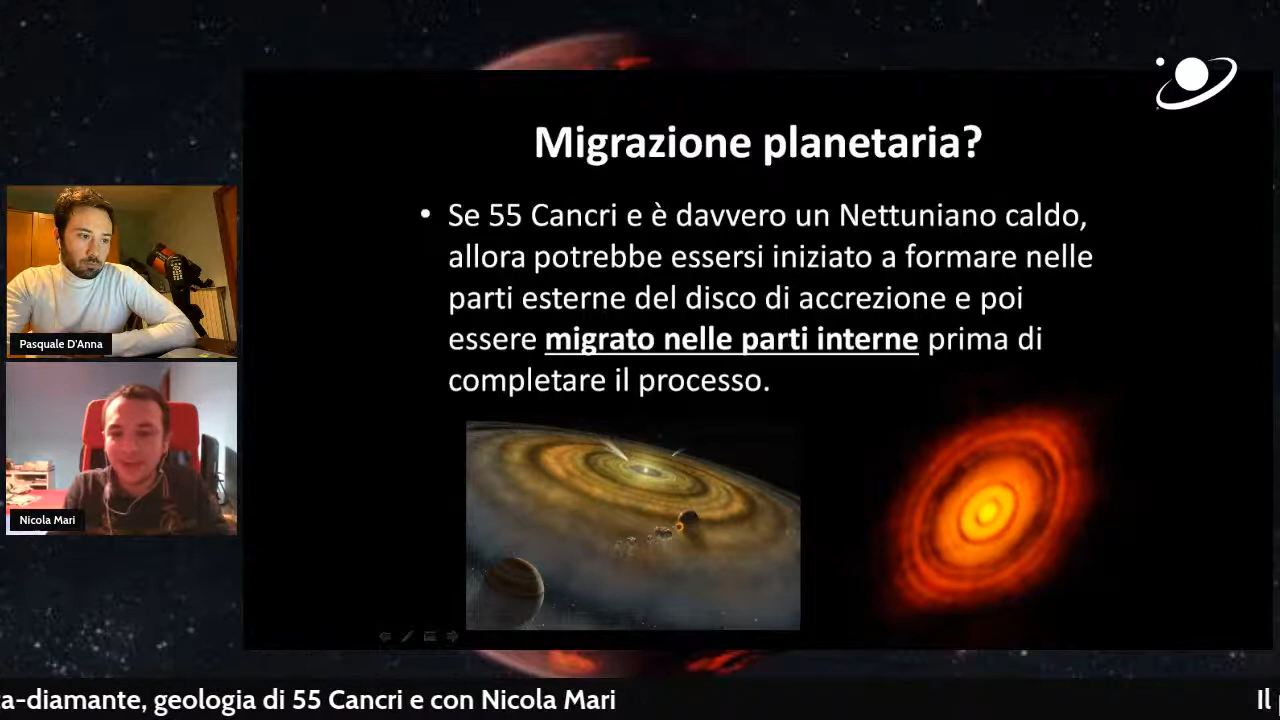 Migrazione planetaria?
• Se 55 Cancri e è davvero un Nettuniano caldo,
allora potrebbe essersi iniziato a formare nelle
parti esterne del disco di accrezione e poi
essere migrato nelle parti interne prima di
completare il processo.
Pasquale D'Anna
Nicola Mari
a-diamante, geologia di 55 Cancri e con Nicola Mari
Il